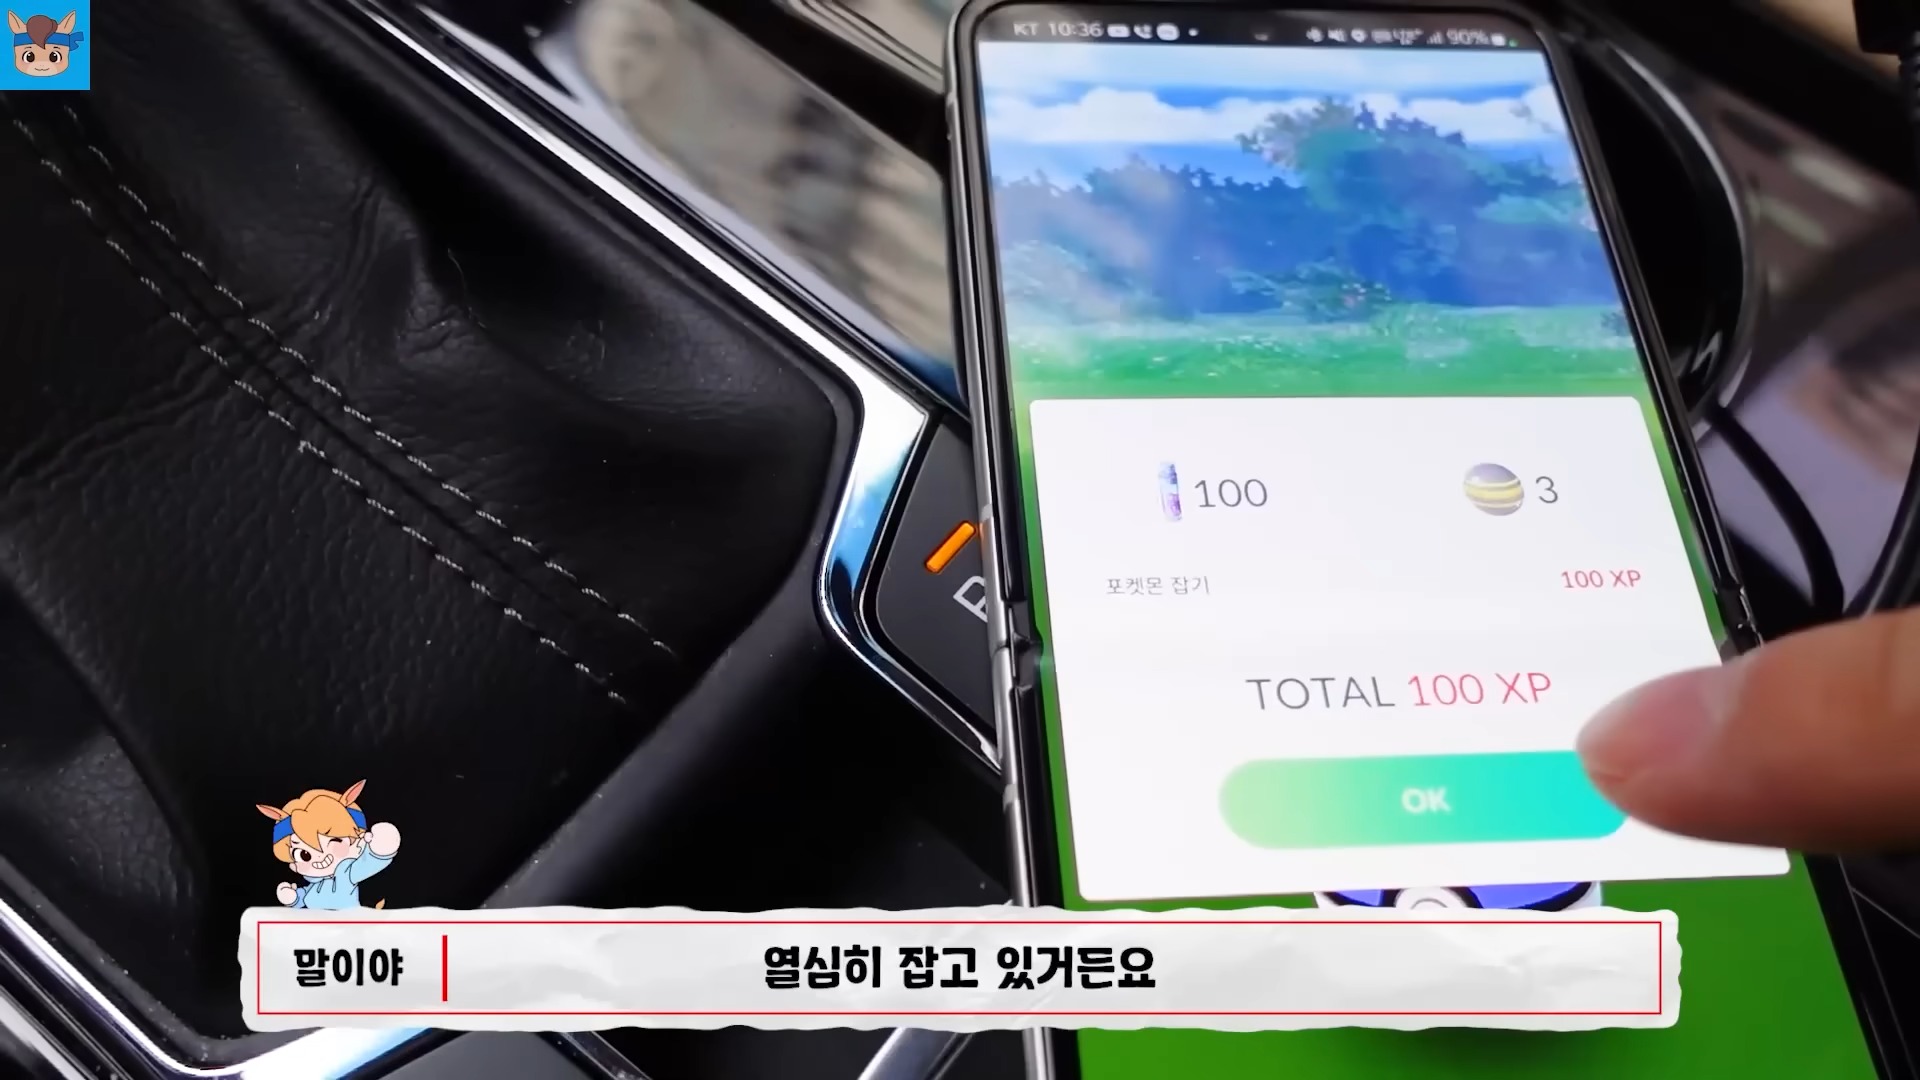 KT 10:36
90%
100
3
포켓몬 잡기
100 XP
TOTAL 100 XP
OK
말이야
열심히 잡고 있거든요